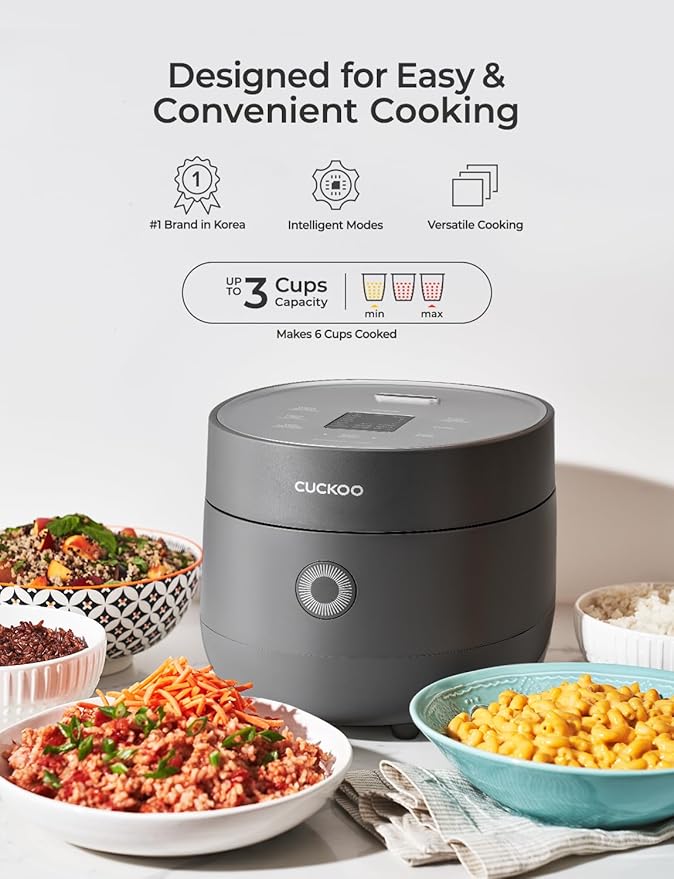 Designed for Easy &
Convenient Cooking
1
#1 Brand in Korea
Intelligent Modes
Versatile Cooking
UP TO 3 Cups Capacity
min
max
Makes 6 Cups Cooked
CUCKOO